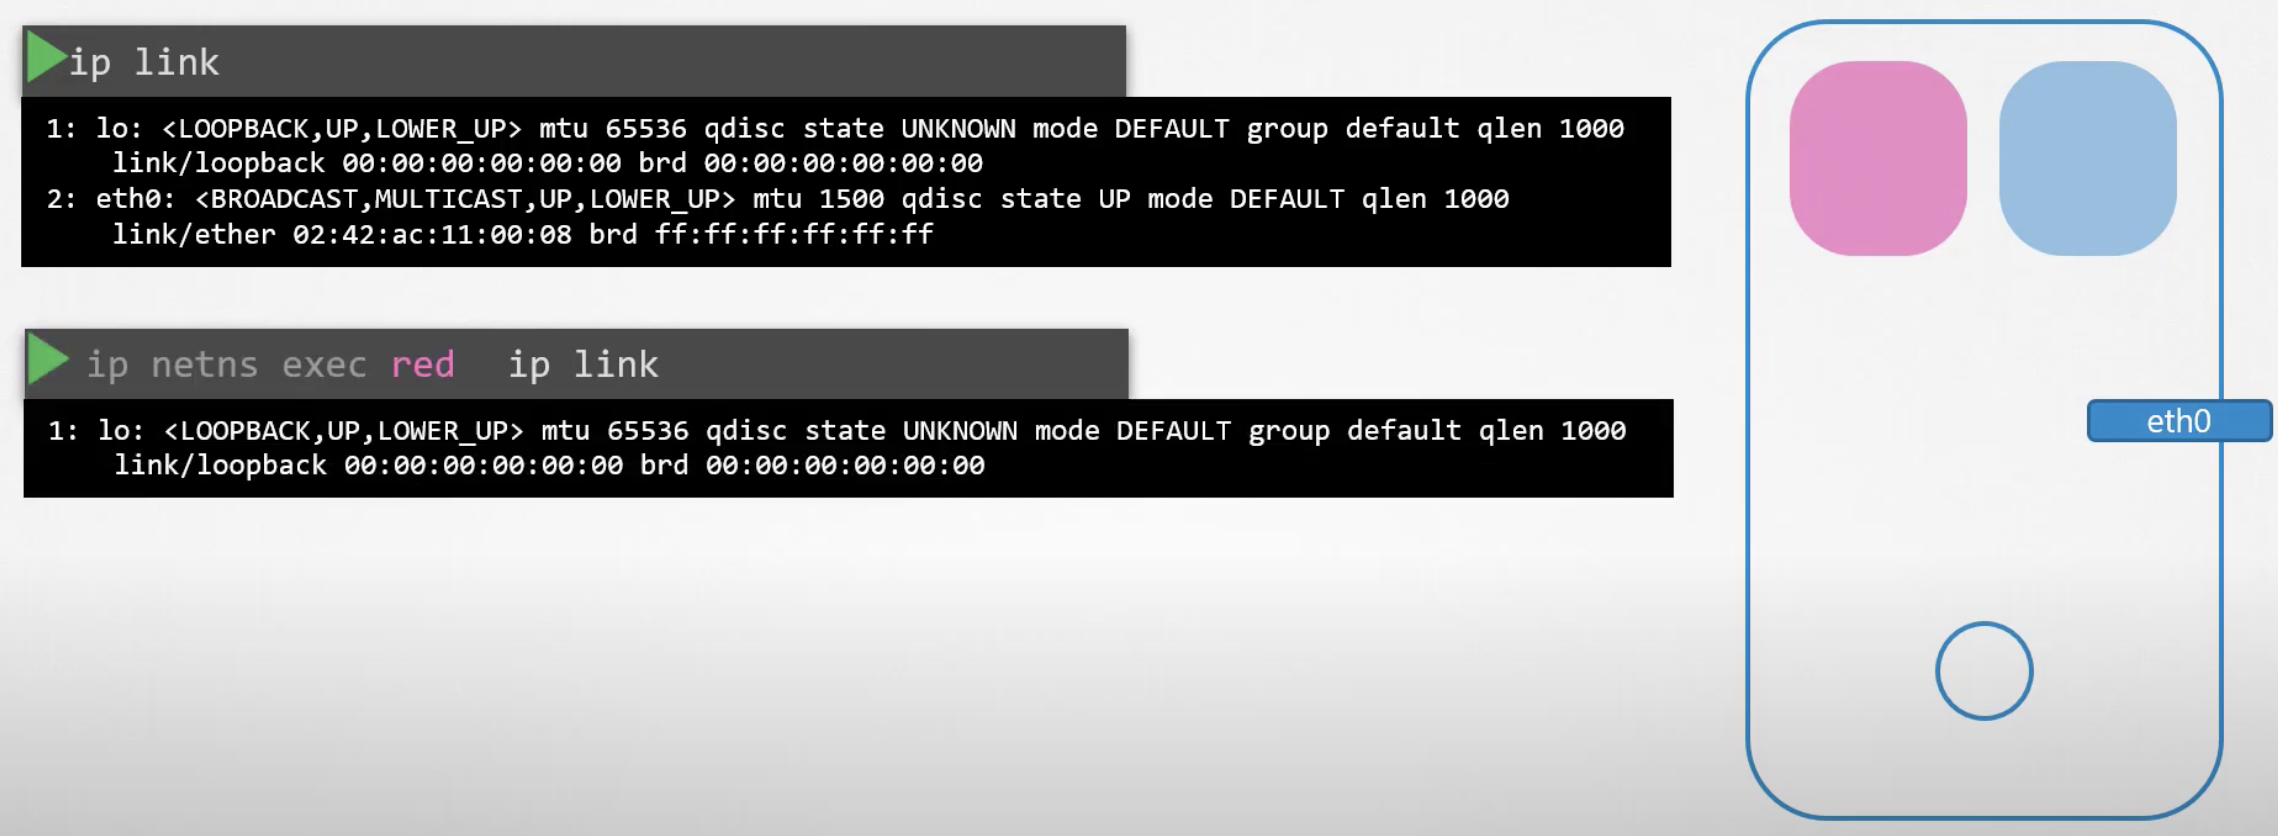 ip link
1: lo: <LOOPBACK,UP,LOWER_UP> mtu 65536 qdisc state UNKNOWN mode DEFAULT group default qlen 1000
link/loopback 00:00:00:00:00:00 brd 00:00:00:00:00:00
2: eth0: <BROADCAST,MULTICAST,UP,LOWER_UP> mtu 1500 qdisc state UP mode DEFAULT qlen 1000
link/ether 02:42:ac:11:00:08 brd ff:ff:ff:ff:ff:ff
ip netns exec red ip link
1: lo: <LOOPBACK,UP,LOWER_UP> mtu 65536 qdisc state UNKNOWN mode DEFAULT group default qlen 1000
link/loopback 00:00:00:00:00:00 brd 00:00:00:00:00:00
eth0